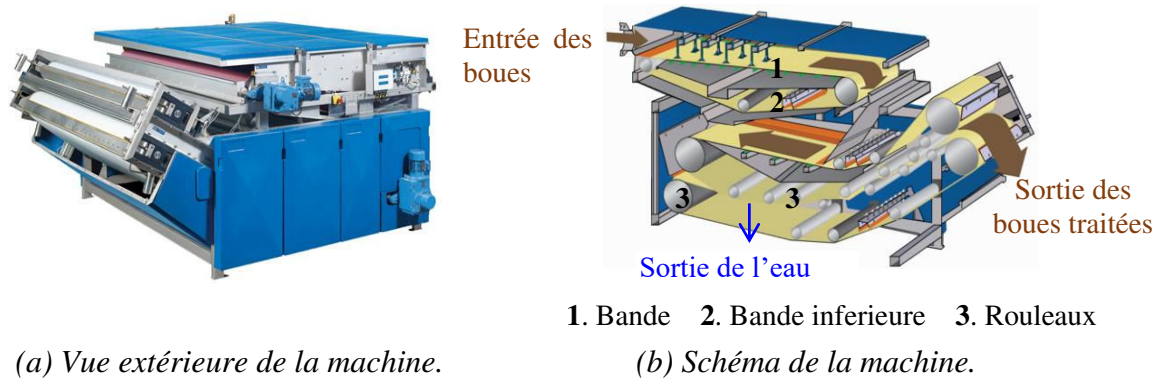 Entrée des
boues
1
2
3
3
Sortie des
boues traitées
Sortie de l’eau
1. Bande 2. Bande inferieure 3. Rouleaux
(a) Vue extérieure de la machine.
(b) Schéma de la machine.